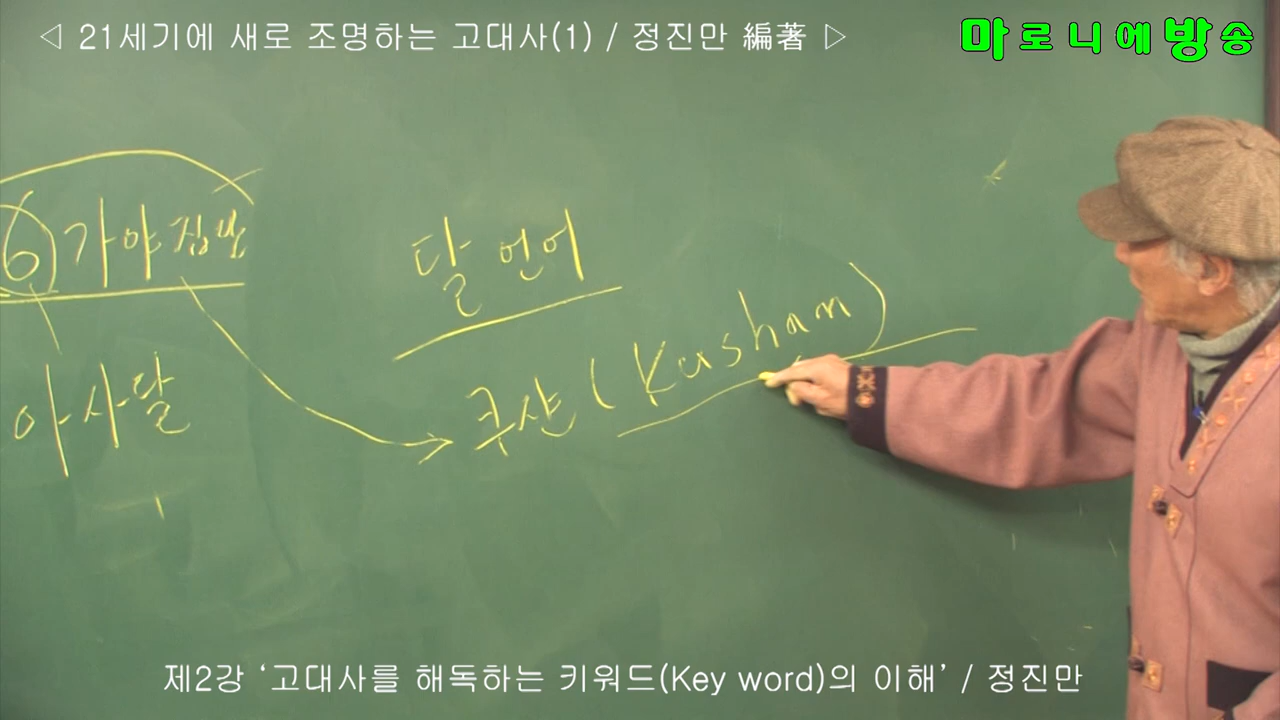 ◁ 21세기에 새로 조명하는 고대사(1) / 정진만 編著 ▷
마로니에방송
6가야
달 언어
쿠샨 (Kusham)
아사달
제2강 ‘고대사를 해독하는 키워드(Key word)의 이해’ / 정진만